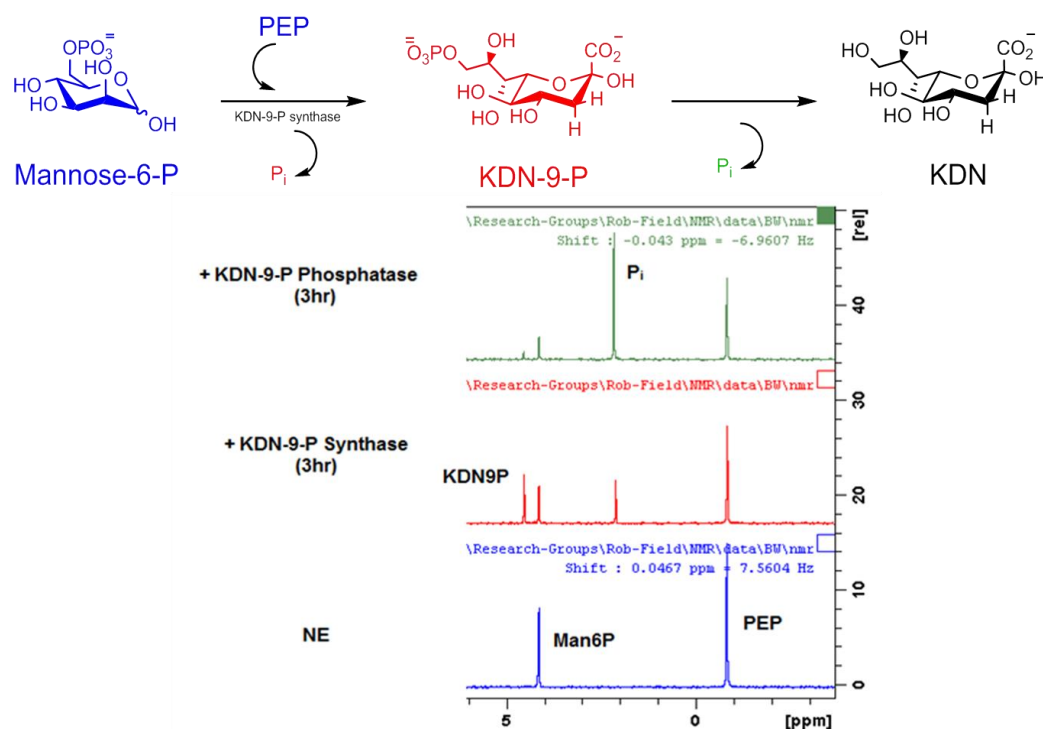 OPO3=
HO
HO
HO
O
OH
Mannose-6-P
PEP
KDN-9-P synthase
Pi
=O3PO
OH
CO2-
O
OH
HO
HO
HO
H
H
KDN-9-P
Pi
HO
OH
CO2-
O
OH
HO
HO
HO
H
H
KDN
\Research-Groups\Rob-Field\NMR\data\BW\nmr
Shift : -0.043 ppm = -6.9607 Hz
+ KDN-9-P Phosphatase
(3hr)
Pi
\Research-Groups\Rob-Field\NMR\data\BW\nmr
+ KDN-9-P Synthase
(3hr)
KDN9P
\Research-Groups\Rob-Field\NMR\data\BW\nmr
Shift : 0.0467 ppm = 7.5604 Hz
NE
Man6P
PEP
[rel]
40
30
20
10
0
5
0
[ppm]